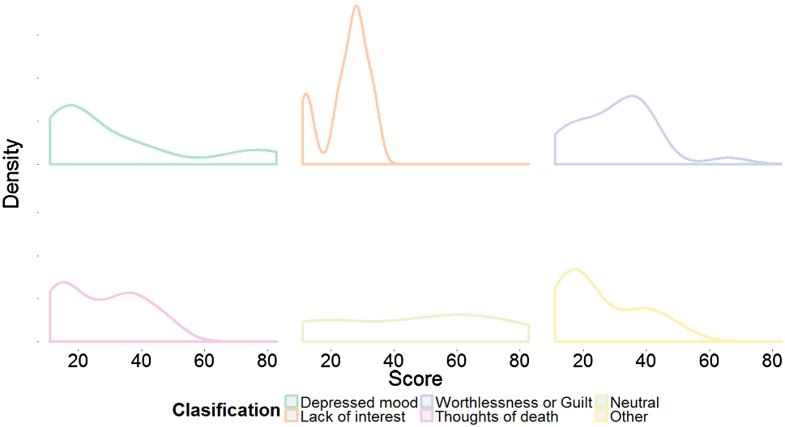 Density
20 40 60 80 20 40 60 80 20 40 60 80
Score
Clasification
Depressed mood Worthlessness or Guilt Neutral
Lack of interest Thoughts of death Other